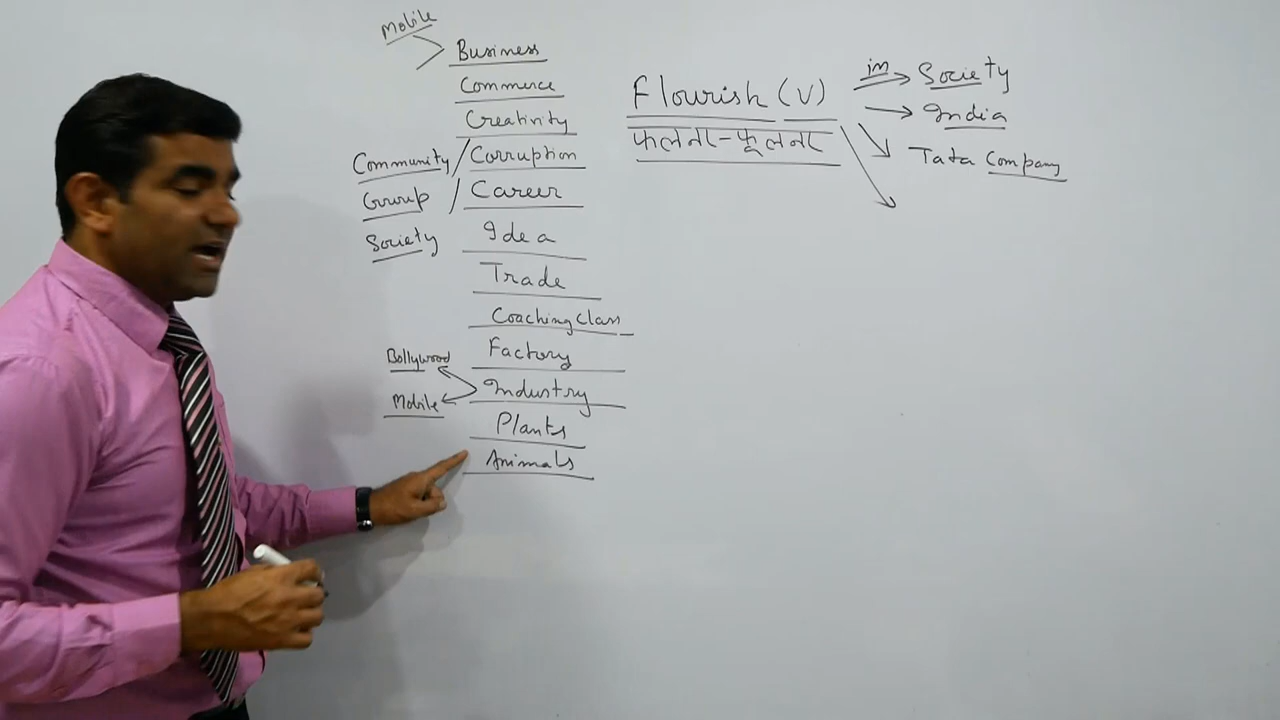 Mobile
Business
Commerce
Creativity
Community / Corruption
Group / Career
Society
Idea
Trade
Coaching Class
Factory
Bollywood
Industry
Mobile
Plants
Animals
Flourish (V)
फलना-फूलना
in Society
India
Tata Company